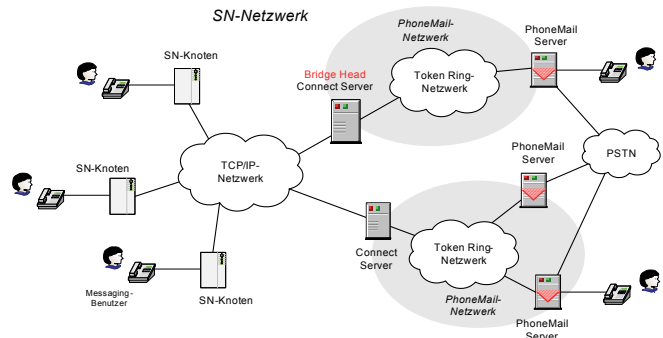 SN-Netzwerk
PhoneMail-
Netzwerk
PhoneMail
Server
SN-Knoten
Bridge Head
Connect Server
Token Ring-
Netzwerk
TCP/IP-
Netzwerk
PhoneMail
Server
PSTN
SN-Knoten
Connect
Server
Token Ring-
Netzwerk
Messaging-
Benutzer
SN-Knoten
PhoneMail-
Netzwerk
PhoneMail
Server